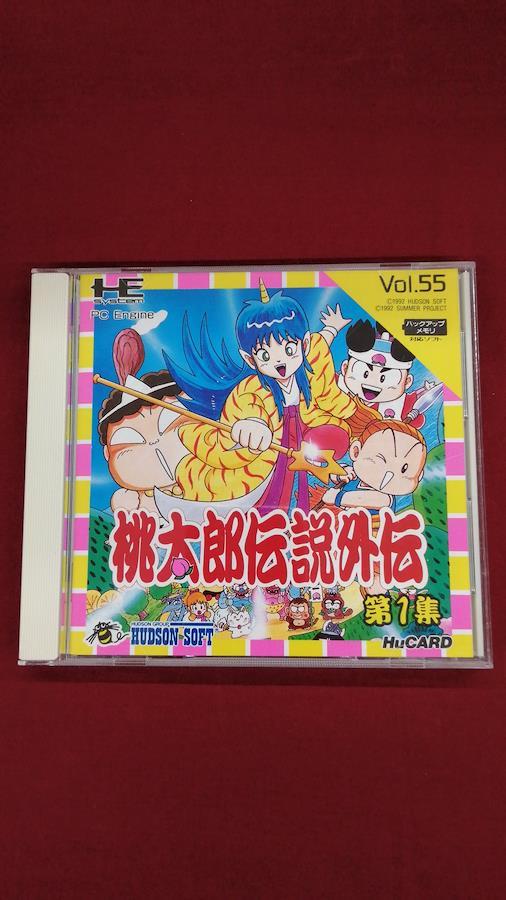 HE
system
PC Engine
Vol.55
©1992 HUDSON SOFT
©1992 SUMMER PROJECT
バックアップ
メモリ
対応ソフト
桃太郎伝説外伝
第1集
HUDSON GROUP
HUDSON SOFT
HuCARD